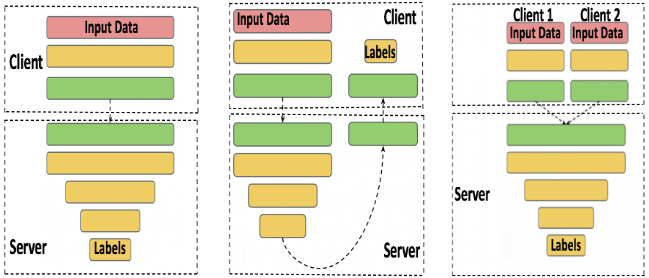 Input Data
Client
Server
Labels
Input Data
Client
Labels
Server
Client 1 Client 2
Input Data Input Data
Server
Labels